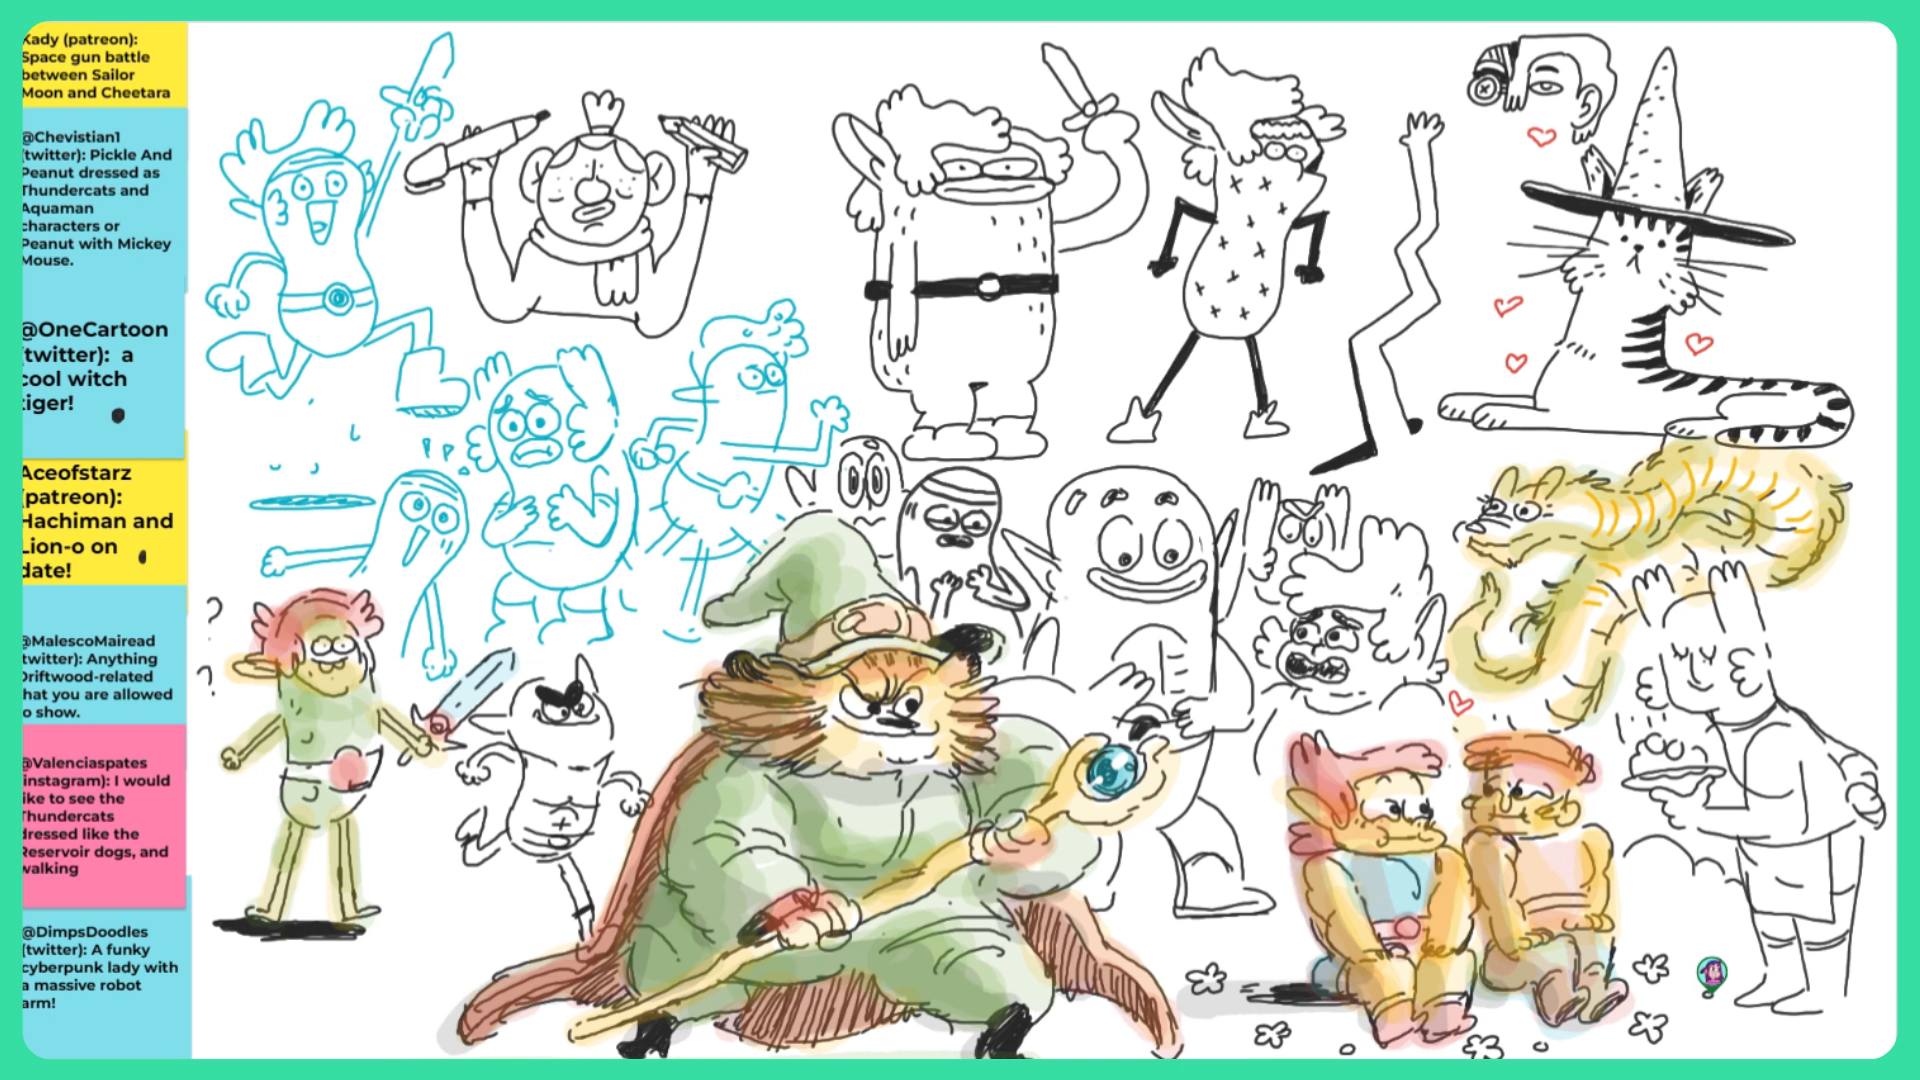 Kady (patreon):
Space gun battle
between Sailor
Moon and Cheetara
@Chevistian1
(twitter): Pickle And
Peanut dressed as
Thundercats and
Aquaman
characters or
Peanut with Mickey
Mouse.
@OneCartoon
(twitter): a
cool witch
tiger!
Aceofstarz
(patreon):
Hachiman and
Lion-o on
date!
@MalescoMairead
(twitter): Anything
Driftwood-related
that you are allowed
to show.
@Valenciaspates
(instagram): I would
like to see the
Thundercats
dressed like the
Reservoir dogs, and
walking
@DimpsDoodles
(twitter): A funky
cyberpunk lady with
a massive robot
arm!
?
?